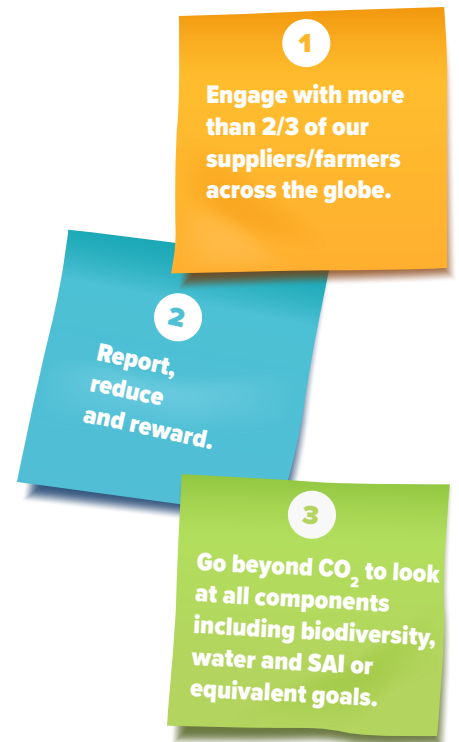 1
Engage with more
than 2/3 of our
suppliers/farmers
across the globe.
2
Report,
reduce
and reward.
3
Go beyond CO₂ to look
at all components
including biodiversity,
water and SAI or
equivalent goals.